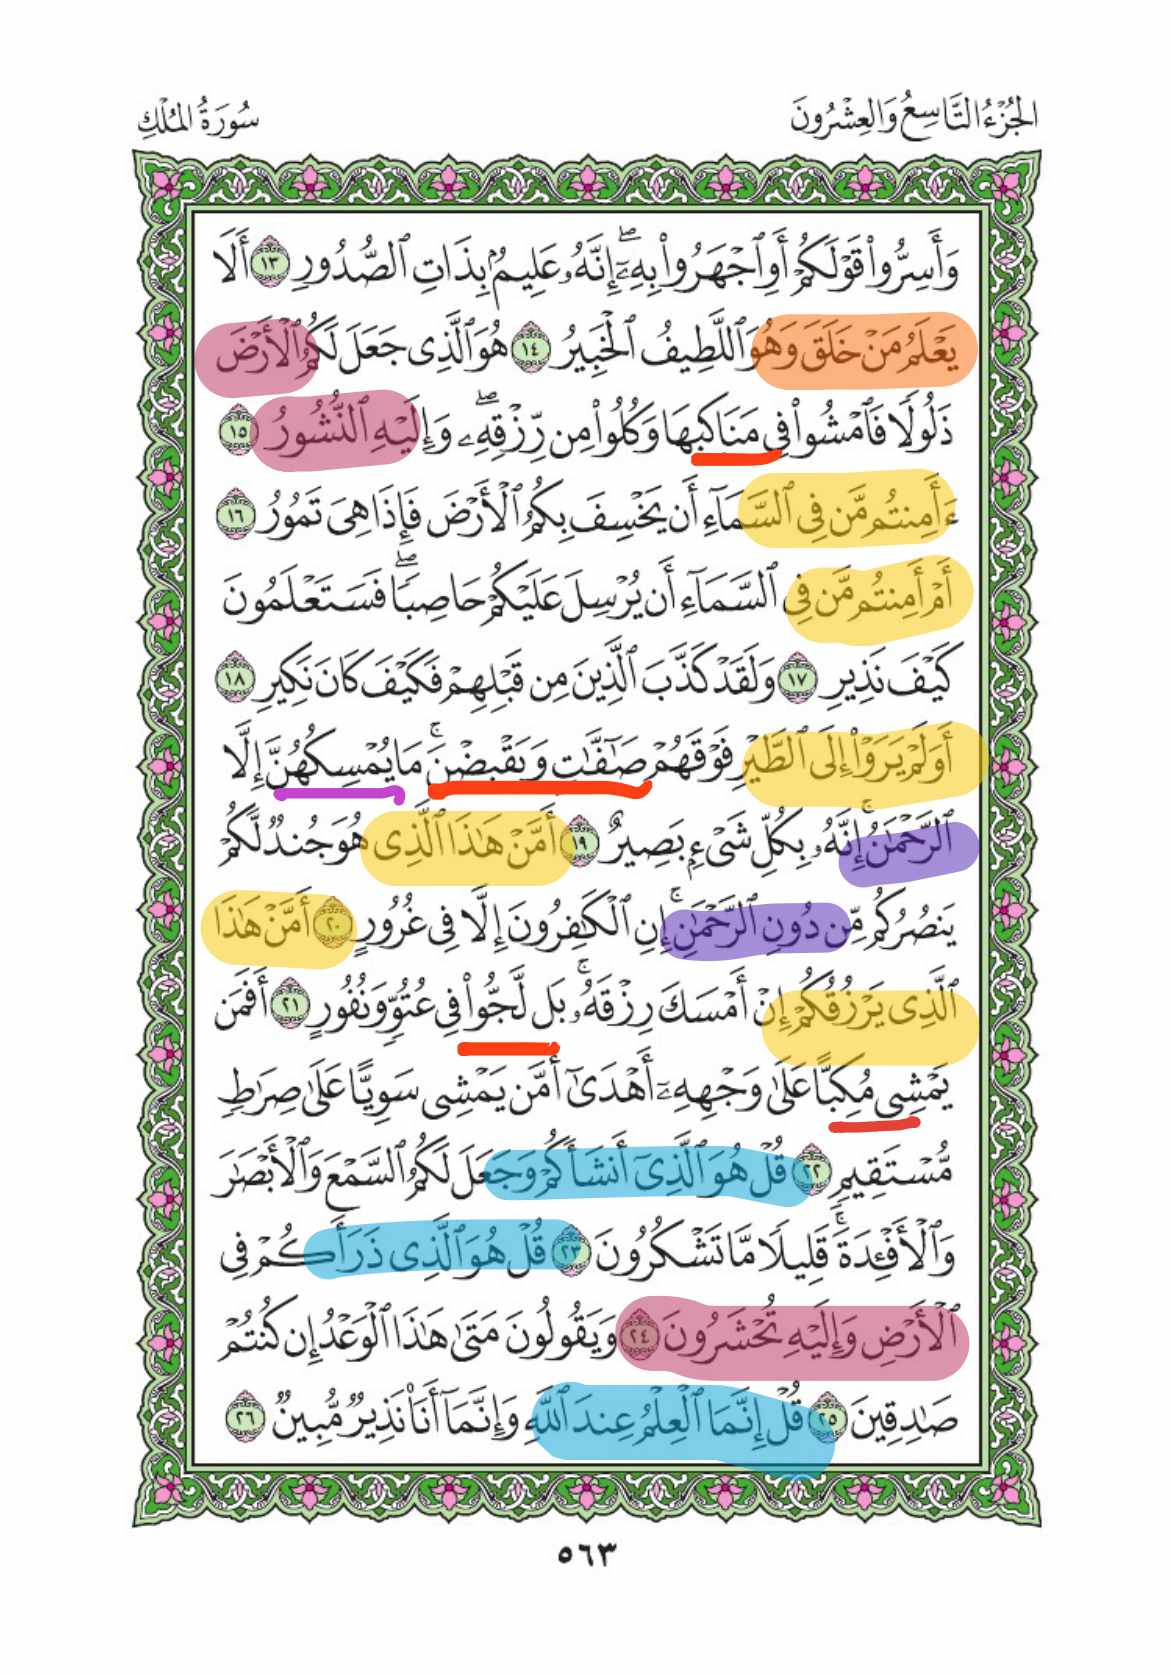 الجُزْءُ التَّاسِعُ وَالعِشْرُونَ
سُورَةُ المُلْكِ
وَأَسِرُّوا۟ قَوْلَكُمْ أَوِ ٱجْهَرُوا۟ بِهِۦٓ ۖ إِنَّهُۥ عَلِيمٌۢ بِذَاتِ ٱلصُّدُورِ ١٣ أَلَا
يَعْلَمُ مَنْ خَلَقَ وَهُوَ ٱللَّطِيفُ ٱلْخَبِيرُ ١٤ هُوَ ٱلَّذِى جَعَلَ لَكُمُ ٱلْأَرْضَ
ذَلُولًا فَٱمْشُوا۟ فِى مَنَاكِبِهَا وَكُلُوا۟ مِن رِّزْقِهِۦ ۖ وَإِلَيْهِ ٱلنُّشُورُ ١٥
ءَأَمِنتُم مَّن فِى ٱلسَّمَآءِ أَن يَخْسِفَ بِكُمُ ٱلْأَرْضَ فَإِذَا هِىَ تَمُورُ ١٦
أَمْ أَمِنتُم مَّن فِى ٱلسَّمَآءِ أَن يُرْسِلَ عَلَيْكُمْ حَاصِبًا ۖ فَسَتَعْلَمُونَ
كَيْفَ نَذِيرِ ١٧ وَلَقَدْ كَذَّبَ ٱلَّذِينَ مِن قَبْلِهِمْ فَكَيْفَ كَانَ نَكِيرِ ١٨
أَوَلَمْ يَرَوْا۟ إِلَى ٱلطَّيْرِ فَوْقَهُمْ صَٰٓفَّٰتٍ وَيَقْبِضْنَ ۚ مَا يُمْسِكُهُنَّ إِلَّا
ٱلرَّحْمَٰنُ ۚ إِنَّهُۥ بِكُلِّ شَىْءٍۭ بَصِيرٌ ١٩ أَمَّنْ هَٰذَا ٱلَّذِى هُوَ جُندٌ لَّكُمْ
يَنصُرُكُم مِّن دُونِ ٱلرَّحْمَٰنِ ۚ إِنِ ٱلْكَٰفِرُونَ إِلَّا فِى غُرُورٍ ٢٠ أَمَّنْ هَٰذَا
ٱلَّذِى يَرْزُقُكُمْ إِنْ أَمْسَكَ رِزْقَهُۥ ۚ بَل لَّجُّوا۟ فِى عُتُوٍّ وَنُفُورٍ ٢١ أَفَمَن
يَمْشِى مُكِبًّا عَلَىٰ وَجْهِهِۦٓ أَهْدَىٰٓ أَمَّن يَمْشِى سَوِيًّا عَلَىٰ صِرَٰطٍ
مُّسْتَقِيمٍ ٢٢ قُلْ هُوَ ٱلَّذِىٓ أَنشَأَكُمْ وَجَعَلَ لَكُمُ ٱلسَّمْعَ وَٱلْأَبْصَٰرَ
وَٱلْأَفْـِٔدَةَ ۖ قَلِيلًا مَّا تَشْكُرُونَ ٢٣ قُلْ هُوَ ٱلَّذِى ذَرَأَكُمْ فِى
ٱلْأَرْضِ وَإِلَيْهِ تُحْشَرُونَ ٢٤ وَيَقُولُونَ مَتَىٰ هَٰذَا ٱلْوَعْدُ إِن كُنتُمْ
صَٰدِقِينَ ٢٥ قُلْ إِنَّمَا ٱلْعِلْمُ عِندَ ٱللَّهِ وَإِنَّمَآ أَنَا۠ نَذِيرٌ مُّبِينٌ ٢٦
٥٦٣